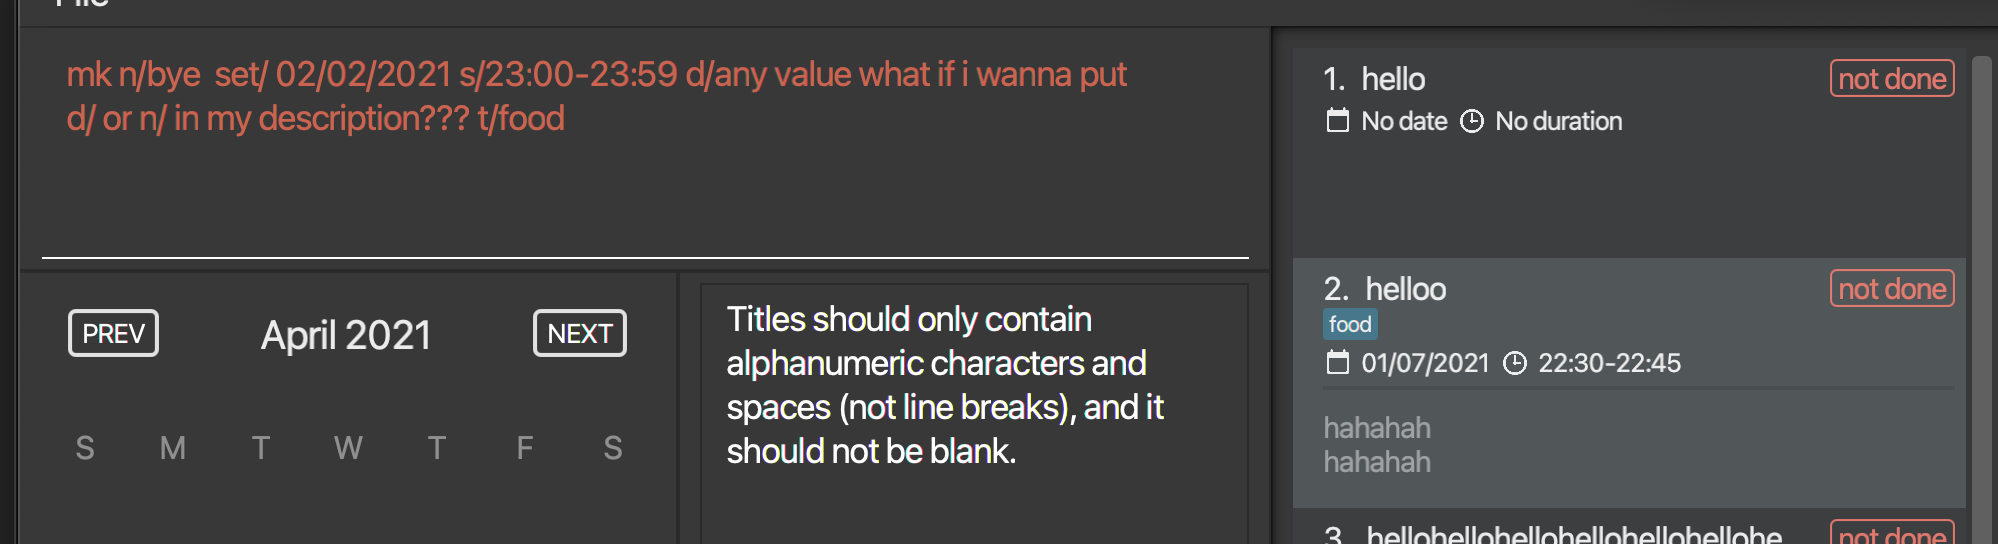 File
mk n/bye  set/ 02/02/2021 s/23:00-23:59 d/any value what if i wanna put
d/ or n/ in my description??? t/food
PREV
April 2021
NEXT
S M T W T F S
Titles should only contain
alphanumeric characters and
spaces (not line breaks), and it
should not be blank.
1. hello
not done
No date No duration
2. helloo
not done
food
01/07/2021 22:30-22:45
hahahah
hahahah
3. hellohellohellohellohellohellohe
not done